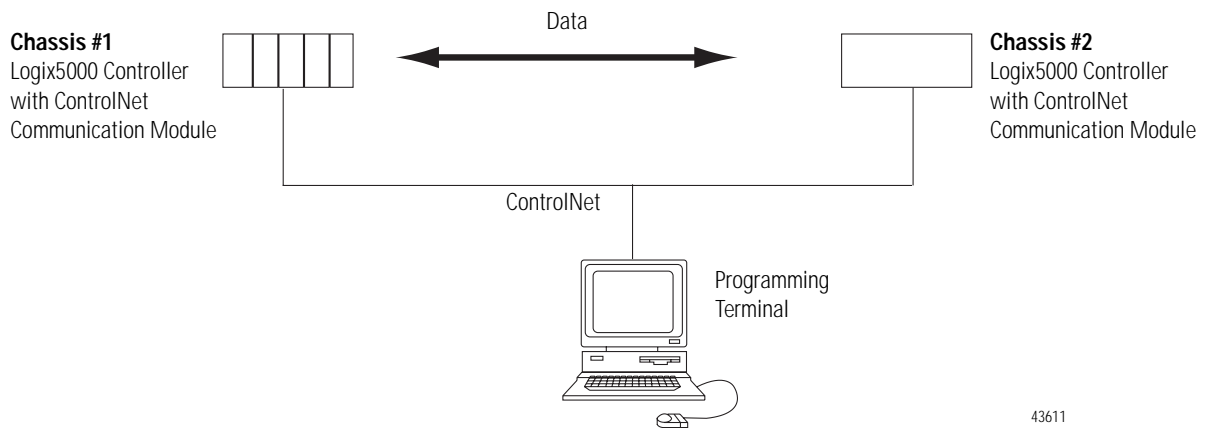 Data
Chassis #1
Logix5000 Controller
with ControlNet
Communication Module
Chassis #2
Logix5000 Controller
with ControlNet
Communication Module
ControlNet
Programming
Terminal
43611